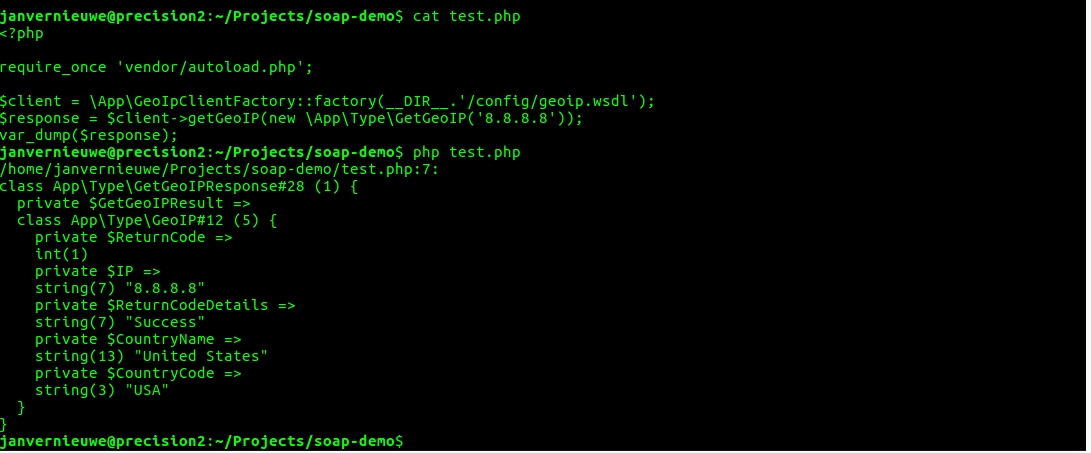 janvernieuwe@precision2:~/Projects/soap-demo$ cat test.php
<?php

require_once 'vendor/autoload.php';

$client = \App\GeoIpClientFactory::factory(__DIR__.'/config/geoip.wsdl');
$response = $client->getGeoIP(new \App\Type\GetGeoIP('8.8.8.8'));
var_dump($response);
janvernieuwe@precision2:~/Projects/soap-demo$ php test.php
/home/janvernieuwe/Projects/soap-demo/test.php:7:
class App\Type\GetGeoIPResponse#28 (1) {
  private $GetGeoIPResult =>
  class App\Type\GeoIP#12 (5) {
    private $ReturnCode =>
    int(1)
    private $IP =>
    string(7) "8.8.8.8"
    private $ReturnCodeDetails =>
    string(7) "Success"
    private $CountryName =>
    string(13) "United States"
    private $CountryCode =>
    string(3) "USA"
  }
}
janvernieuwe@precision2:~/Projects/soap-demo$